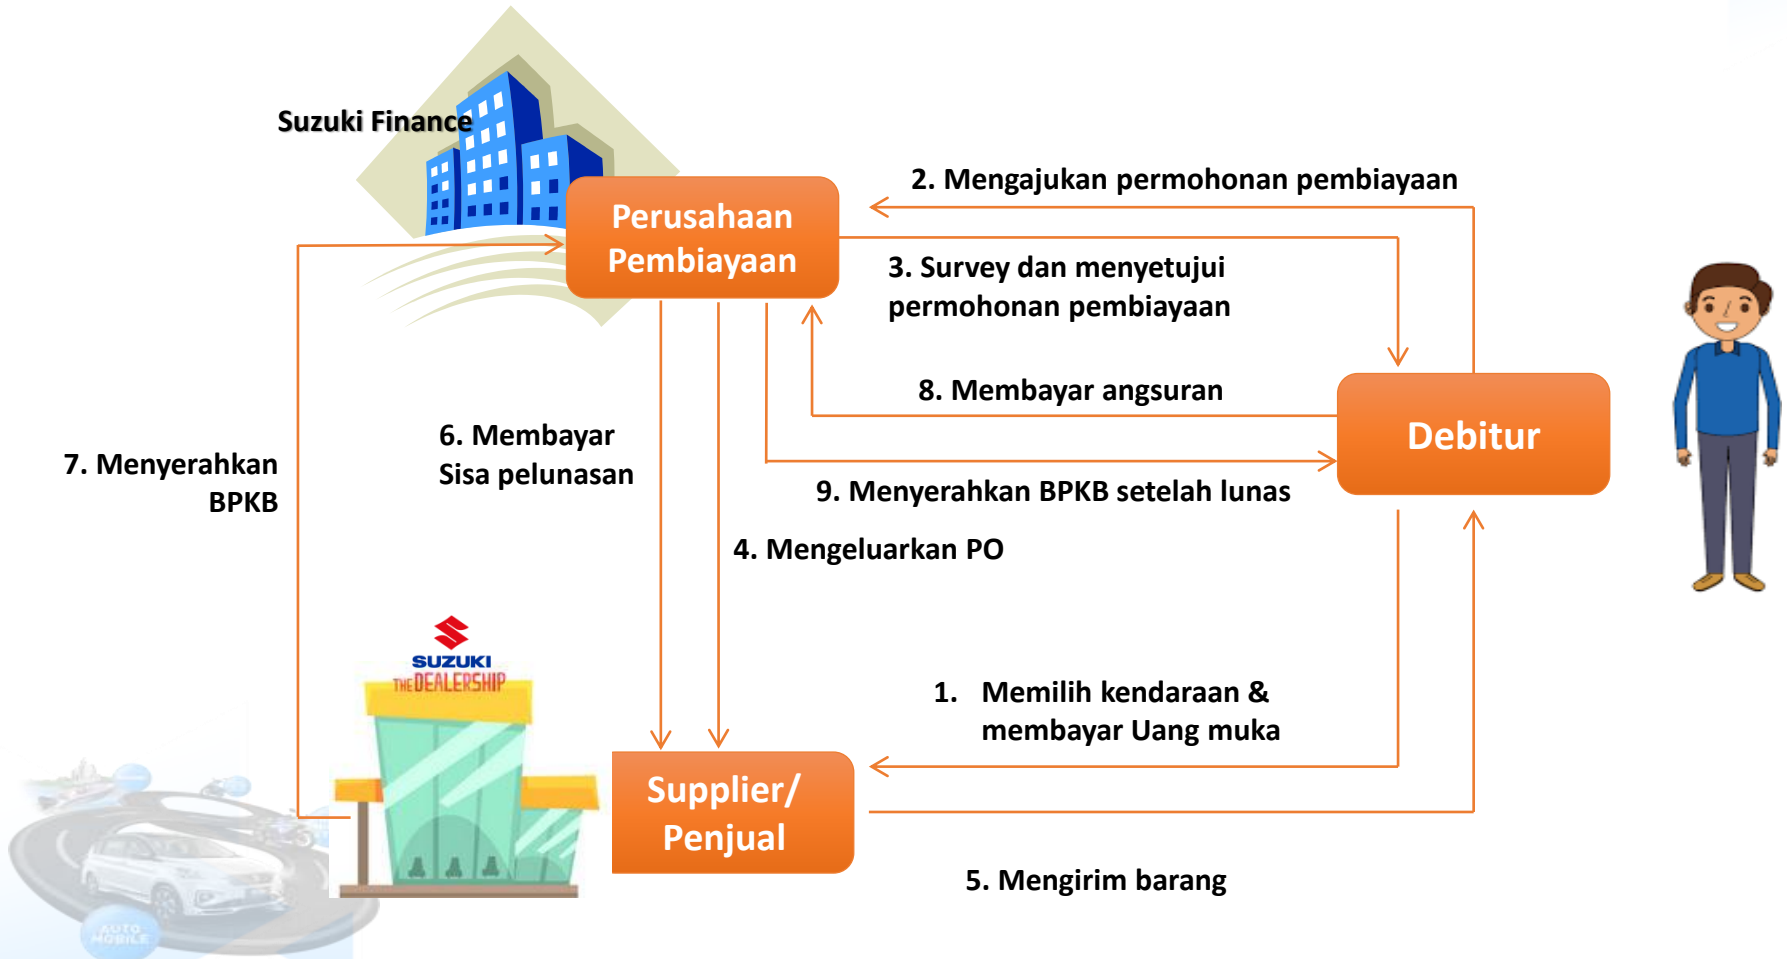 Suzuki Finance
Perusahaan
Pembiayaan
2. Mengajukan permohonan pembiayaan
3. Survey dan menyetujui
permohonan pembiayaan
8. Membayar angsuran
Debitur
6. Membayar
Sisa pelunasan
7. Menyerahkan
BPKB
9. Menyerahkan BPKB setelah lunas
4. Mengeluarkan PO
SUZUKI
THE DEALERSHIP
1. Memilih kendaraan &
membayar Uang muka
Supplier/
Penjual
5. Mengirim barang
AUTO
MOBILE